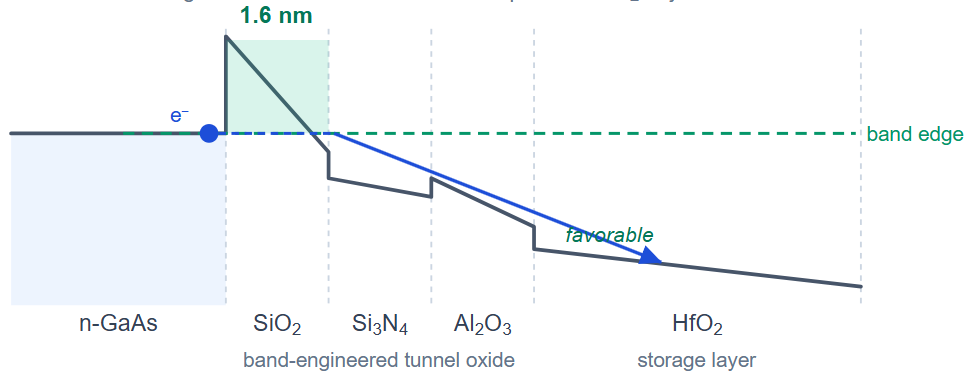 1.6 nm
e⁻
band edge
favorable
n-GaAs
SiO₂
Si₃N₄
Al₂O₃
HfO₂
band-engineered tunnel oxide
storage layer